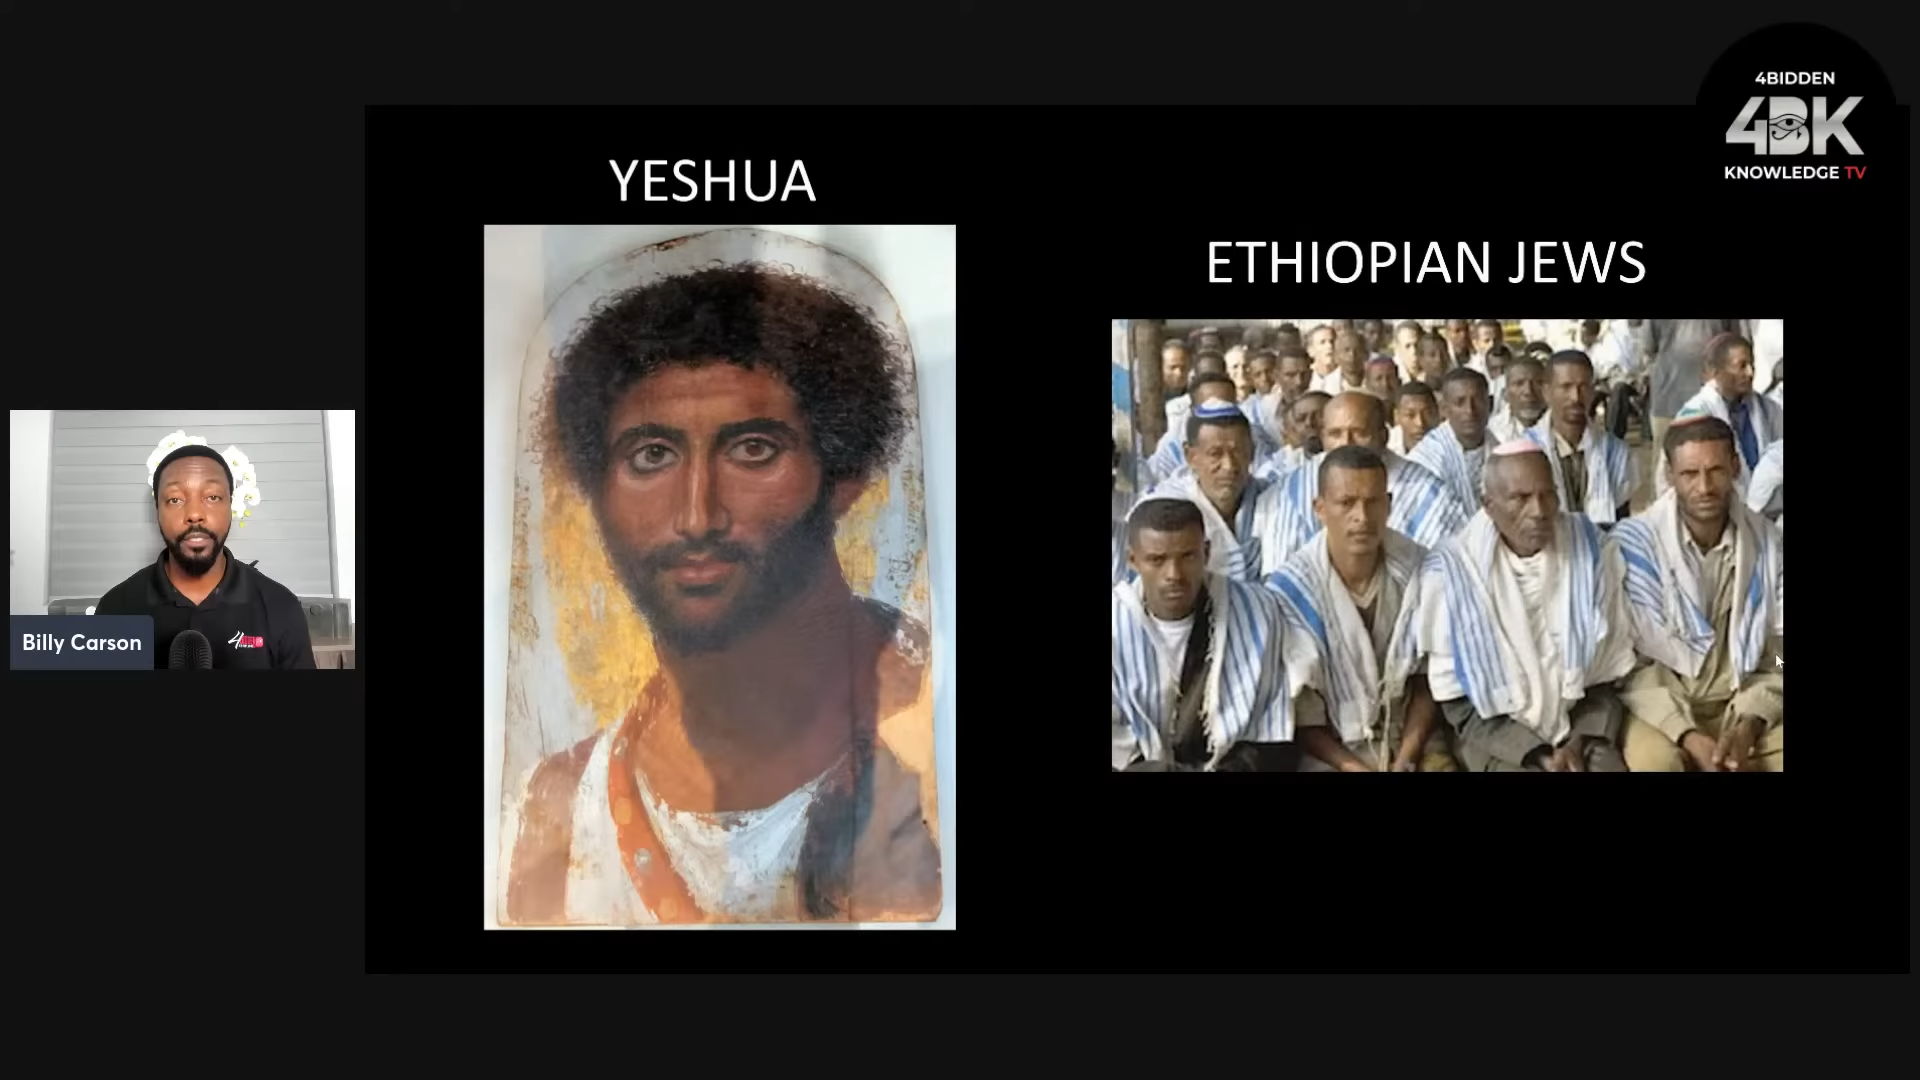 4BIDDEN
4BK
KNOWLEDGE TV
YESHUA
ETHIOPIAN JEWS
Billy Carson